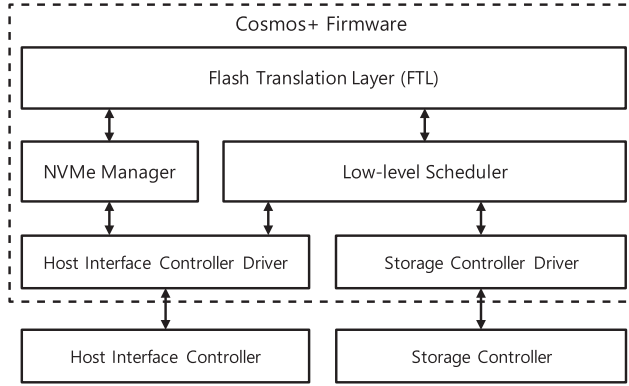 Cosmos+ Firmware
Flash Translation Layer (FTL)
NVMe Manager
Low-level Scheduler
Host Interface Controller Driver
Storage Controller Driver
Host Interface Controller
Storage Controller